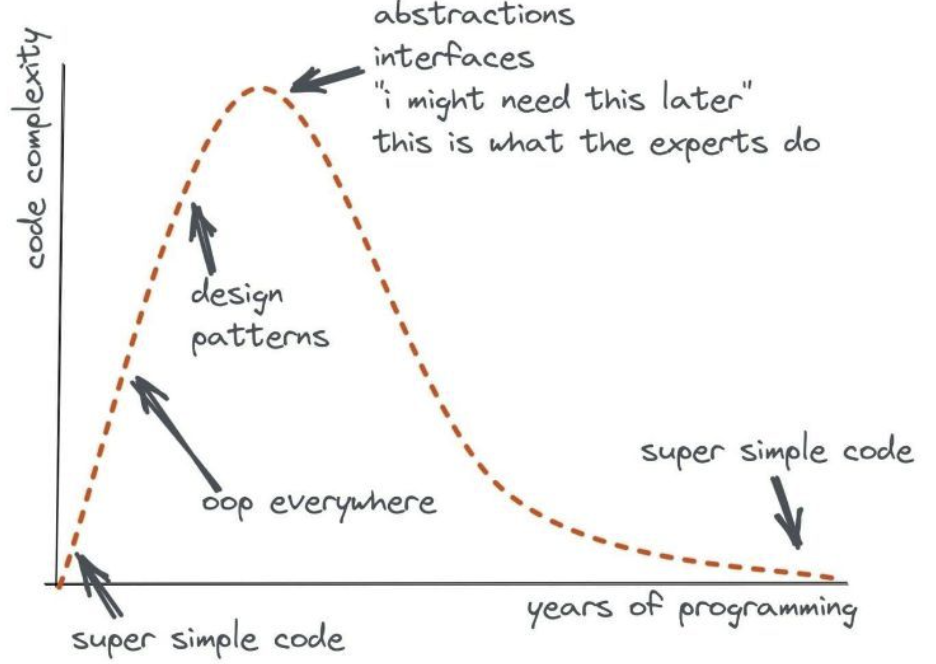 abstractions
interfaces
"i might need this later"
this is what the experts do
code complexity
design
patterns
oop everywhere
super simple code
super simple code
years of programming